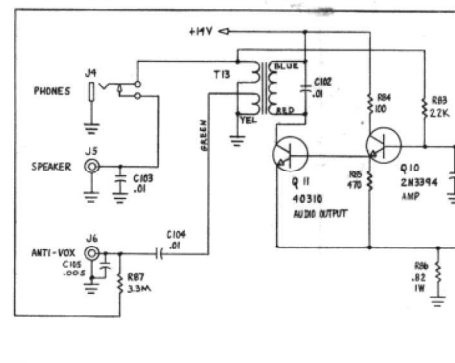 +14V
J4
PHONES
T13
BLUE
C102
.01
R84
100
R83
22K
RED
YEL
GREEN
J5
SPEAKER
C103
.01
Q11
40310
AUDIO OUTPUT
R85
470
Q10
2N3394
AMP
J6
ANTI-VOX
C104
.01
C105
.005
R87
3.3M
R86
.82
1W